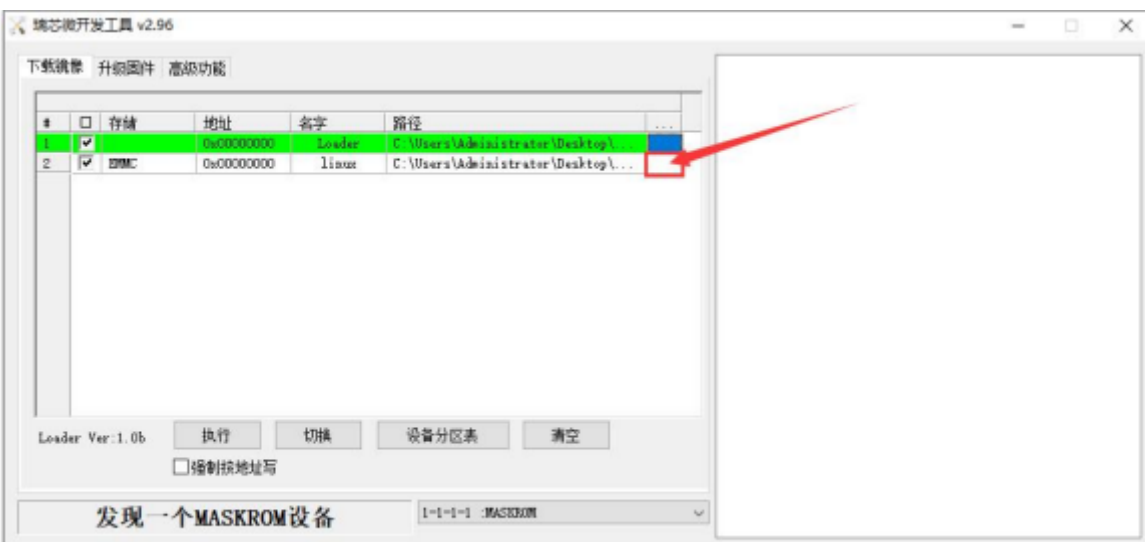 瑞芯微开发工具 v2.96
下载镜像 升级固件 高级功能
# 存储 地址 名字 路径 ...
1 0x00000000 Loader C:\Users\Administrator\Desktop\...
2 EMMC 0x00000000 linux C:\Users\Administrator\Desktop\...
Loader Ver:1.0b 执行 切换 设备分区表 清空
强制按地址写
发现一个MASKROM设备 1-1-1-1 :MASKROM